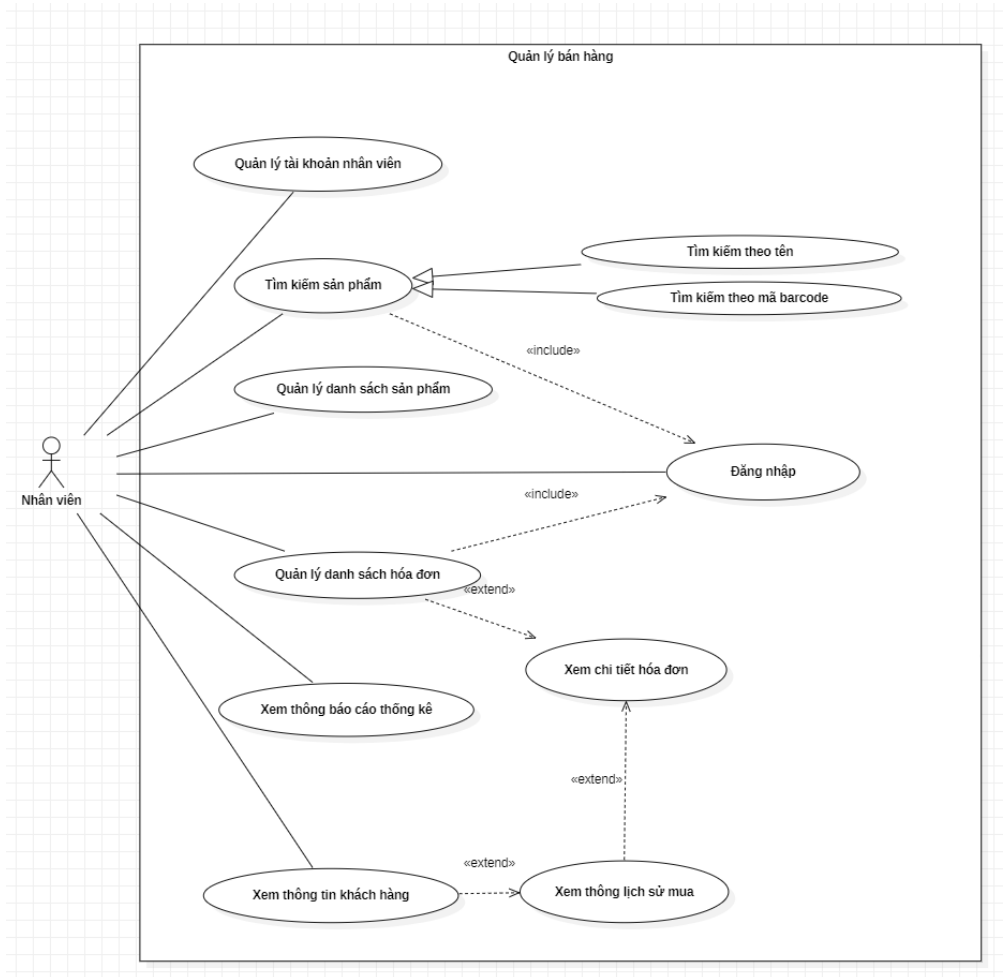 Quản lý bán hàng
Quản lý tài khoản nhân viên
Tìm kiếm theo tên
Tìm kiếm sản phẩm
Tìm kiếm theo mã barcode
«include»
Quản lý danh sách sản phẩm
Đăng nhập
Nhân viên
«include»
Quản lý danh sách hóa đơn
«extend»
Xem chi tiết hóa đơn
Xem thông báo cáo thống kê
«extend»
«extend»
Xem thông tin khách hàng
Xem thông lịch sử mua